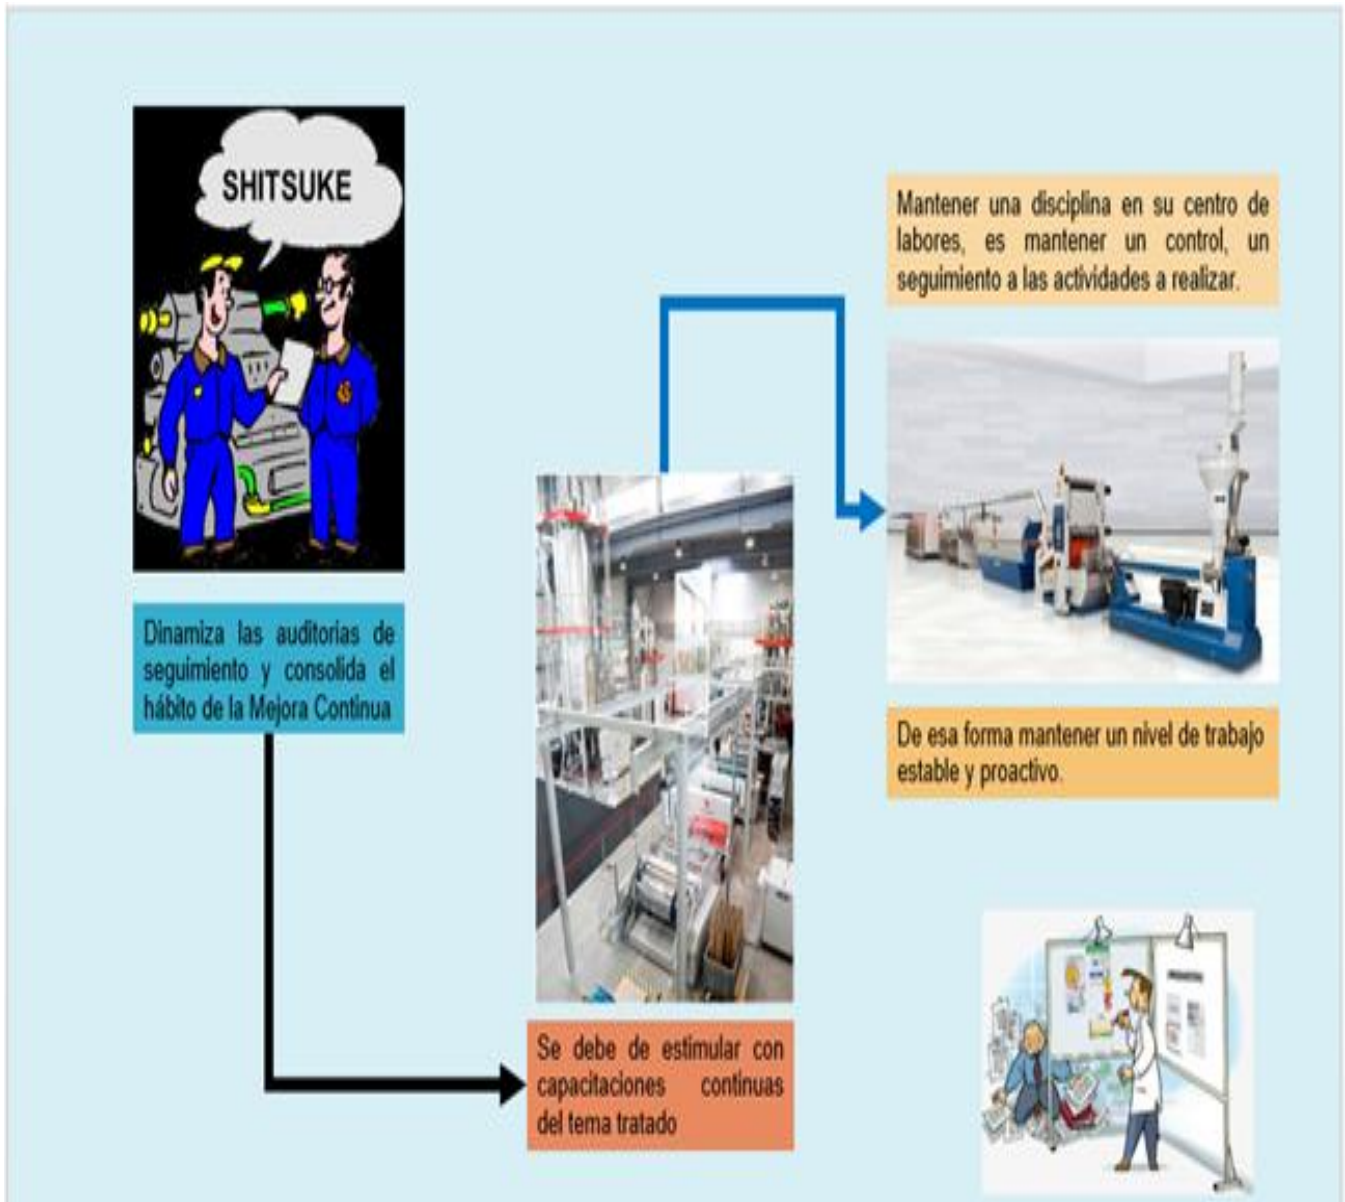 SHITSUKE
Dinamiza las auditorias de
seguimiento y consolida el
hábito de la Mejora Continua
Se debe de estimular con
capacitaciones continuas
del tema tratado
Mantener una disciplina en su centro de
labores, es mantener un control, un
seguimiento a las actividades a realizar.
De esa forma mantener un nivel de trabajo
estable y proactivo.